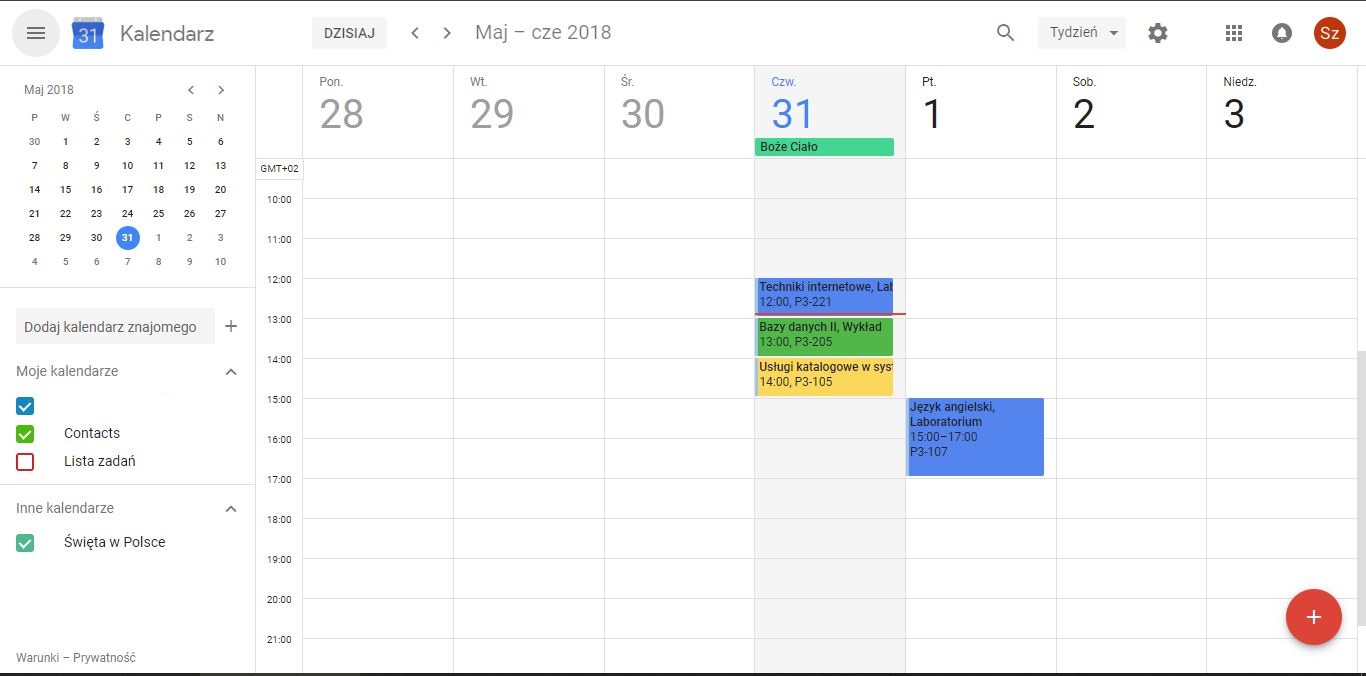 31 Kalendarz DZISIAJ Maj – cze 2018 Tydzień Sz
Maj 2018
P W Ś C P S N
30 1 2 3 4 5 6
7 8 9 10 11 12 13
14 15 16 17 18 19 20
21 22 23 24 25 26 27
28 29 30 31 1 2 3
4 5 6 7 8 9 10
Dodaj kalendarz znajomego
Moje kalendarze
Contacts
Lista zadań
Inne kalendarze
Święta w Polsce
Warunki – Prywatność
Pon. Wt. Śr. Czw. Pt. Sob. Niedz.
28 29 30 31 1 2 3
Boże Ciało
GMT+02
10:00
11:00
12:00
Techniki internetowe, Lab
12:00, P3-221
13:00
Bazy danych II, Wykład
13:00, P3-205
14:00
Usługi katalogowe w sys
14:00, P3-105
15:00
Język angielski,
Laboratorium
15:00–17:00
P3-107
16:00
17:00
18:00
19:00
20:00
21:00